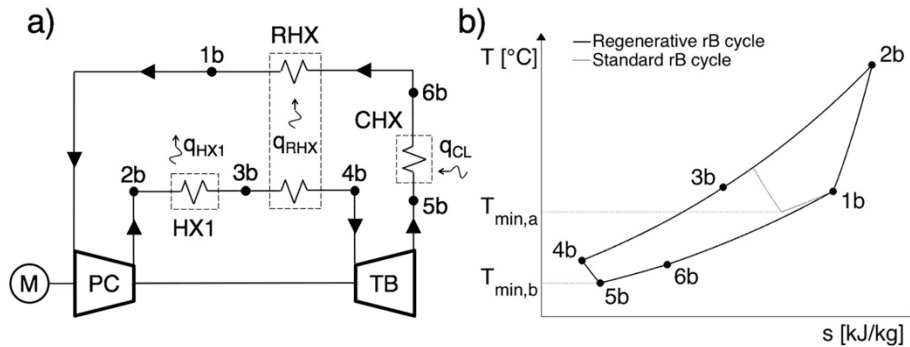 a)
1b
RHX
6b
CHX
qHX1
qRHX
qCL
2b
3b
4b
5b
HX1
M
PC
TB
b)
T [°C]
Regenerative rB cycle
Standard rB cycle
2b
3b
1b
Tmin,a
4b
6b
Tmin,b
5b
s [kJ/kg]